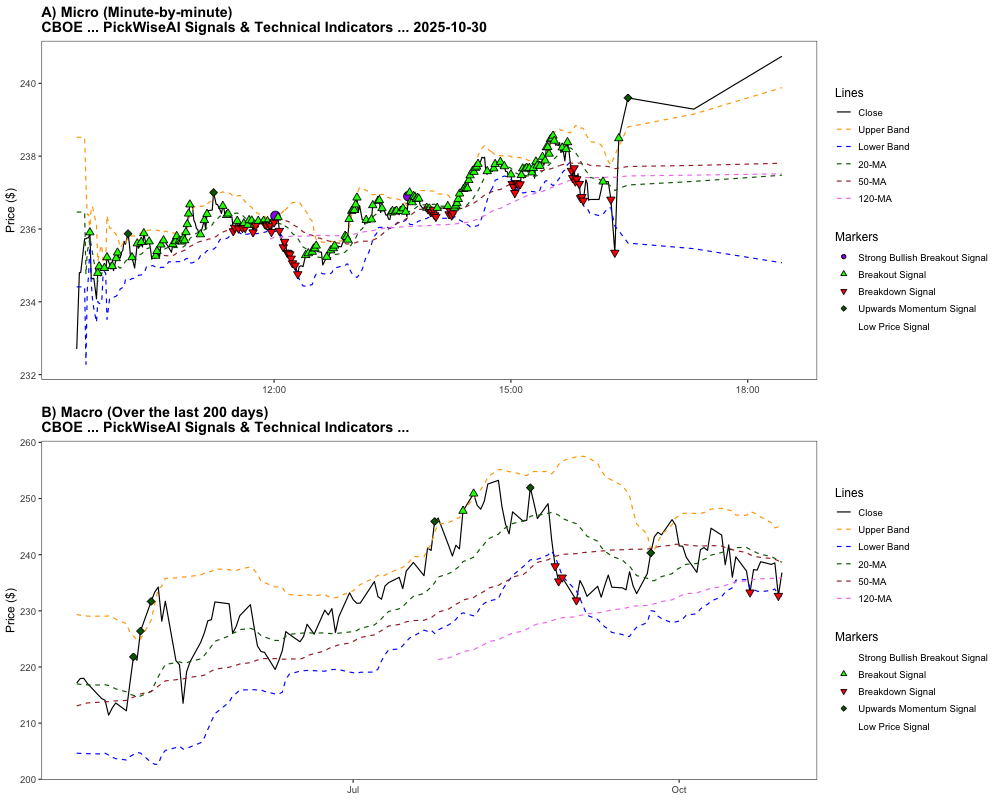 A) Micro (Minute-by-minute)
CBOE ... PickWiseAI Signals & Technical Indicators ... 2025-10-30
Price ($)
240
238
236
234
232
12:00
15:00
18:00
Lines
Close
Upper Band
Lower Band
20-MA
50-MA
120-MA
Markers
Strong Bullish Breakout Signal
Breakout Signal
Breakdown Signal
Upwards Momentum Signal
Low Price Signal
B) Macro (Over the last 200 days)
CBOE ... PickWiseAI Signals & Technical Indicators ...
Price ($)
260
250
240
230
220
210
200
Jul
Oct
Lines
Close
Upper Band
Lower Band
20-MA
50-MA
120-MA
Markers
Strong Bullish Breakout Signal
Breakout Signal
Breakdown Signal
Upwards Momentum Signal
Low Price Signal